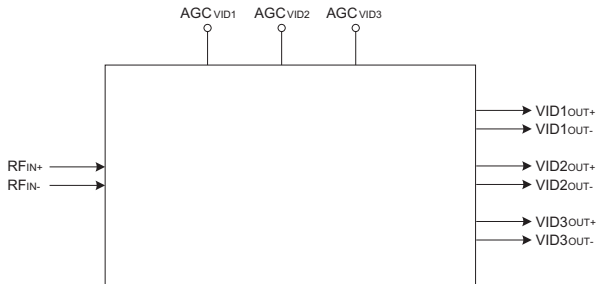 AGCVID1 AGCVID2 AGCVID3
VID1OUT+
VID1OUT-
RFIN+
VID2OUT+
RFIN-
VID2OUT-
VID3OUT+
VID3OUT-